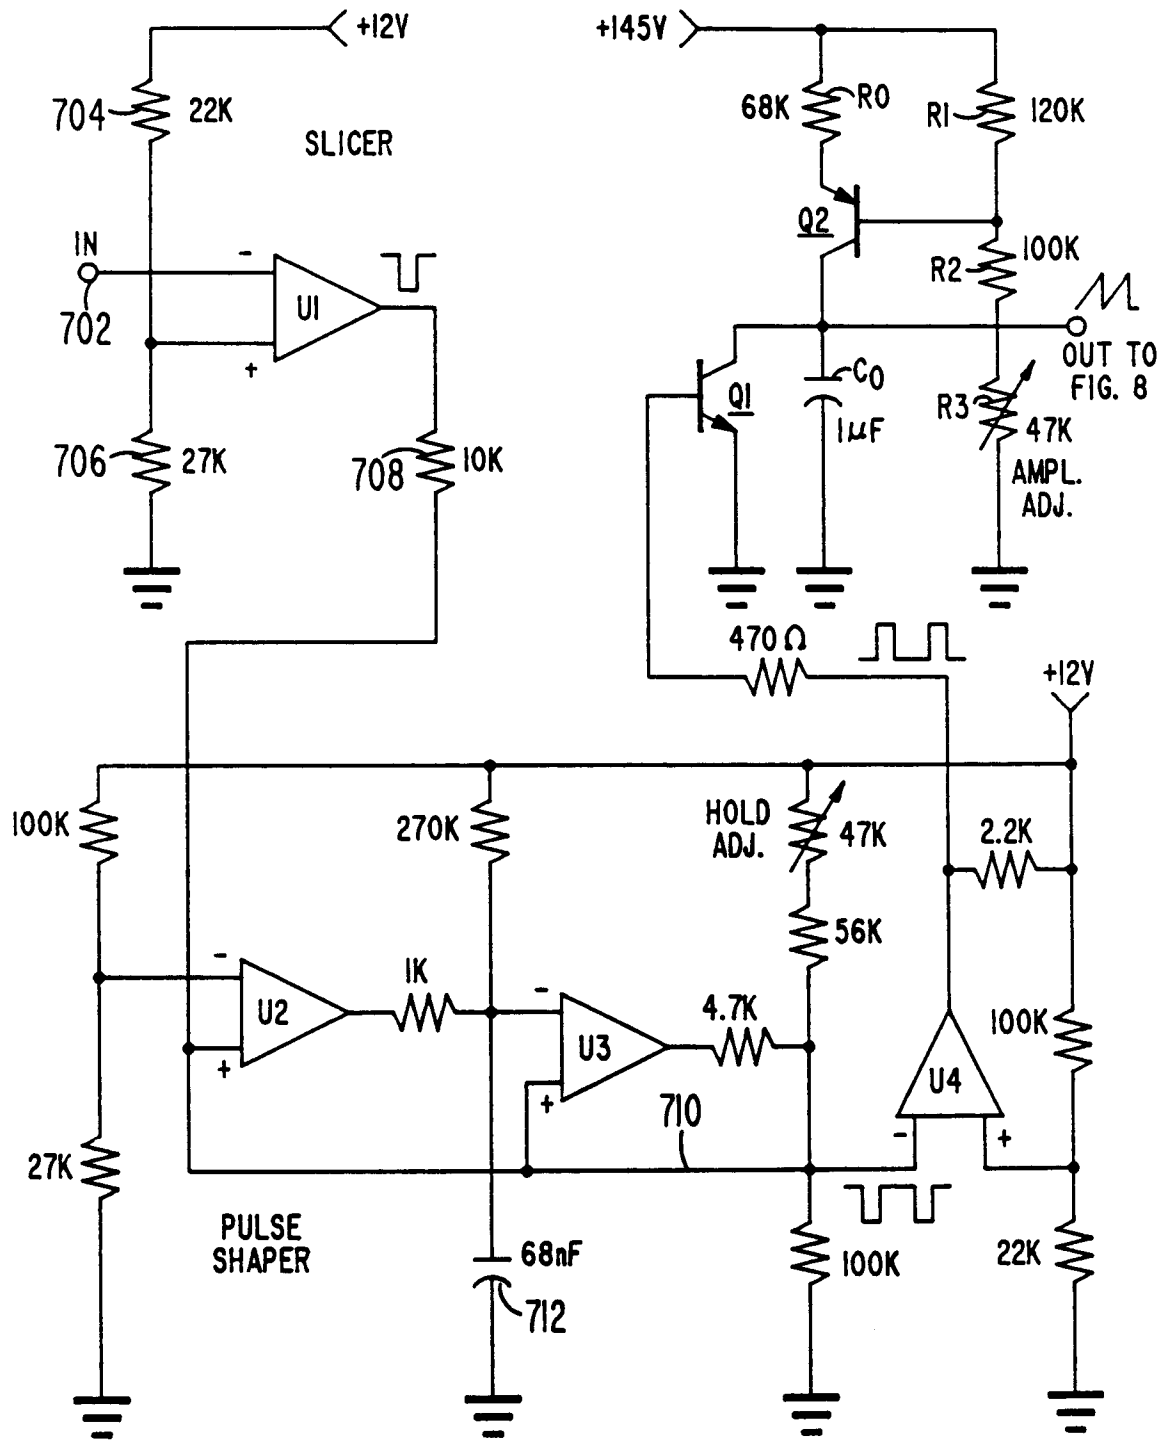 +12V
+145V
704
22K
SLICER
68K
R0
R1
120K
IN
-
702
U1
+
Q2
R2
100K
OUT TO
FIG. 8
706
27K
708
10K
Q1
C0
1µF
R3
47K
AMPL.
ADJ.
470 Ω
+12V
100K
270K
HOLD
ADJ.
47K
2.2K
56K
-
U2
+
1K
-
U3
+
4.7K
100K
U4
-
+
710
27K
PULSE
SHAPER
68nF
712
100K
22K